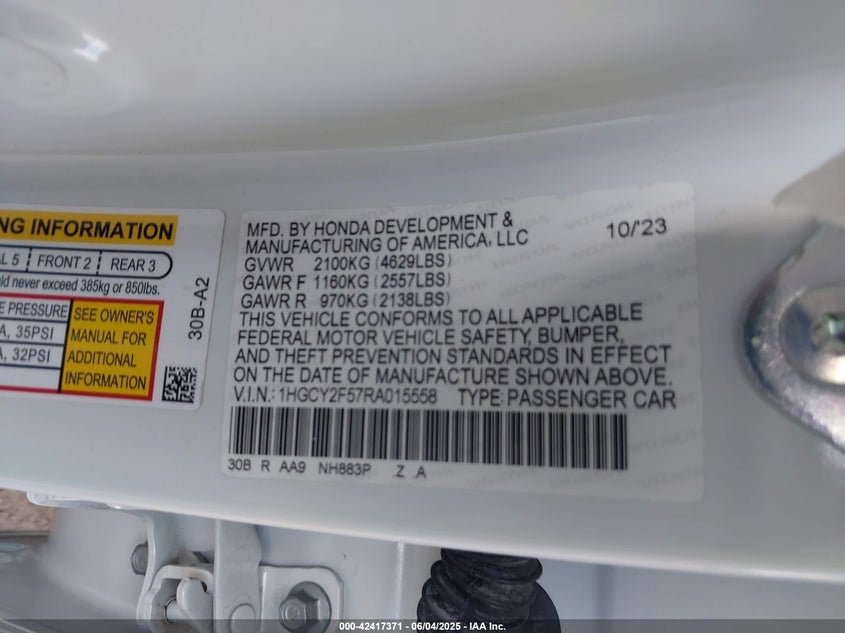 NG INFORMATION
L 5 FRONT 2 REAR 3
uld never exceed 385kg or 850lbs.
E PRESSURE
A, 35PSI
A, 32PSI
SEE OWNER'S
MANUAL FOR
ADDITIONAL
INFORMATION
30B-A2
MFD. BY HONDA DEVELOPMENT &
MANUFACTURING OF AMERICA, LLC 10/'23
GVWR 2100KG (4629LBS)
GAWR F 1160KG (2557LBS)
GAWR R 970KG (2138LBS)
THIS VEHICLE CONFORMS TO ALL APPLICABLE
FEDERAL MOTOR VEHICLE SAFETY, BUMPER,
AND THEFT PREVENTION STANDARDS IN EFFECT
ON THE DATE OF MANUFACTURE SHOWN ABOVE.
V.I.N.: 1HGCY2F57RA015558 TYPE: PASSENGER CAR
30B R AA9 NH883P .Z .A
000-42417371 - 06/04/2025 - IAA Inc.